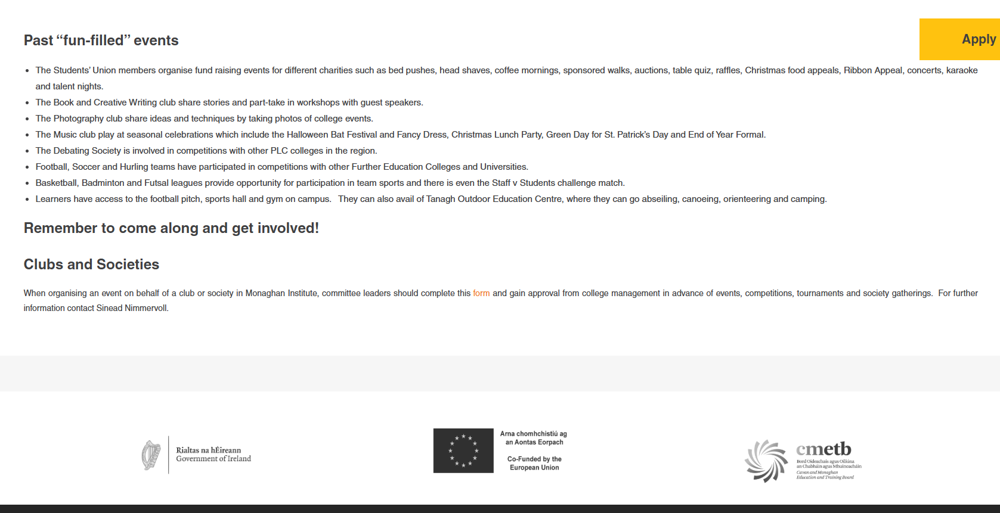 Past “fun-filled” events
Apply
The Students’ Union members organise fund raising events for different charities such as bed pushes, head shaves, coffee mornings, sponsored walks, auctions, table quiz, raffles, Christmas food appeals, Ribbon Appeal, concerts, karaoke
and talent nights.
The Book and Creative Writing club share stories and part-take in workshops with guest speakers.
The Photography club share ideas and techniques by taking photos of college events.
The Music club play at seasonal celebrations which include the Halloween Bat Festival and Fancy Dress, Christmas Lunch Party, Green Day for St. Patrick’s Day and End of Year Formal.
The Debating Society is involved in competitions with other PLC colleges in the region.
Football, Soccer and Hurling teams have participated in competitions with other Further Education Colleges and Universities.
Basketball, Badminton and Futsal leagues provide opportunity for participation in team sports and there is even the Staff v Students challenge match.
Learners have access to the football pitch, sports hall and gym on campus. They can also avail of Tanagh Outdoor Education Centre, where they can go abseiling, canoeing, orienteering and camping.
Remember to come along and get involved!
Clubs and Societies
When organising an event on behalf of a club or society in Monaghan Institute, committee leaders should complete this form and gain approval from college management in advance of events, competitions, tournaments and society gatherings. For further
information contact Sinead Nimmervoll.
Rialtas na hÉireann
Government of Ireland
Arna chomhchistiú ag
an Aontas Eorpach
Co-Funded by the
European Union
cmetb
Bord Oideachais agus Oiliúna
an Chabháin agus Mhuineacháin
Cavan and Monaghan
Education and Training Board